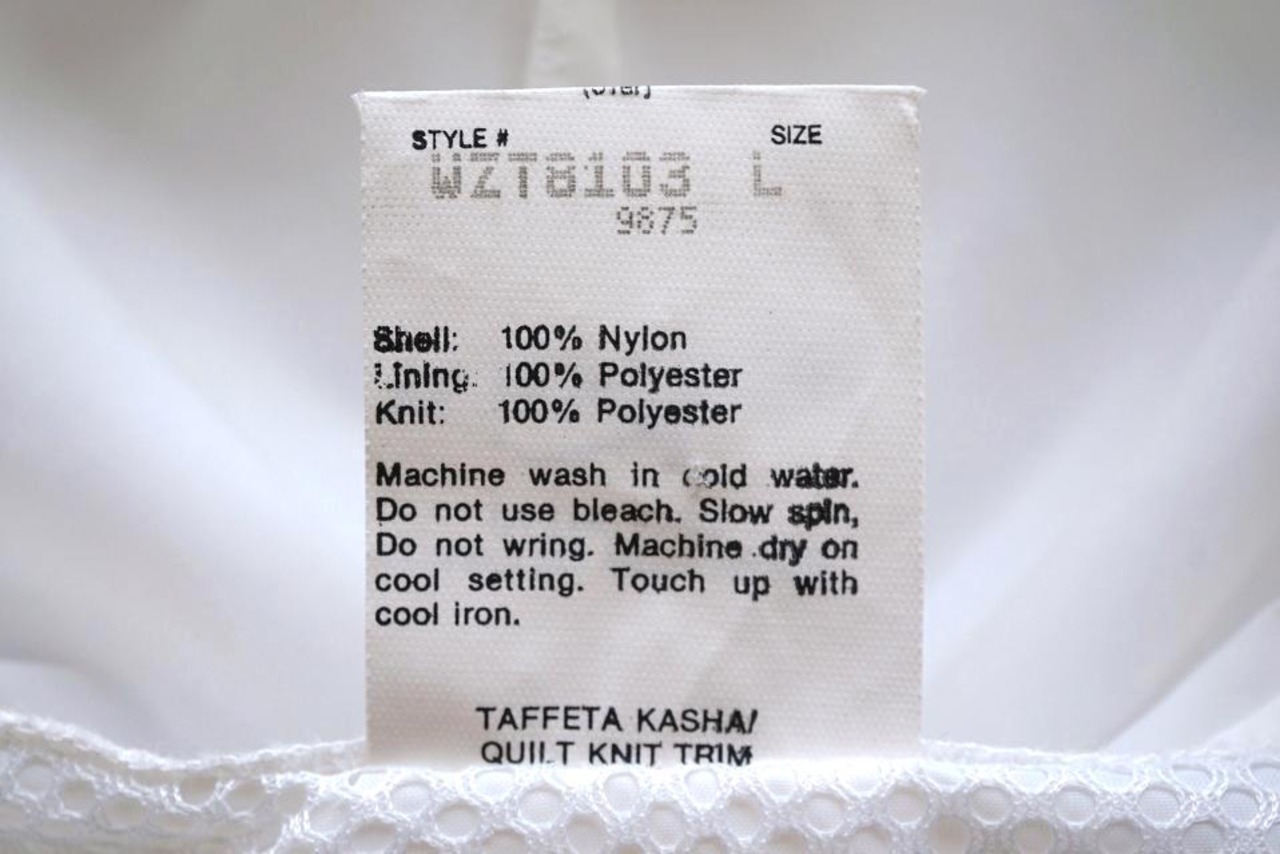 (over)
STYLE # SIZE
WZT8103 L
9875
Shell: 100% Nylon
Lining: 100% Polyester
Knit: 100% Polyester
Machine wash in cold water.
Do not use bleach. Slow spin,
Do not wring. Machine dry on
cool setting. Touch up with
cool iron.
TAFFETA KASHA/
QUILT KNIT TRIM